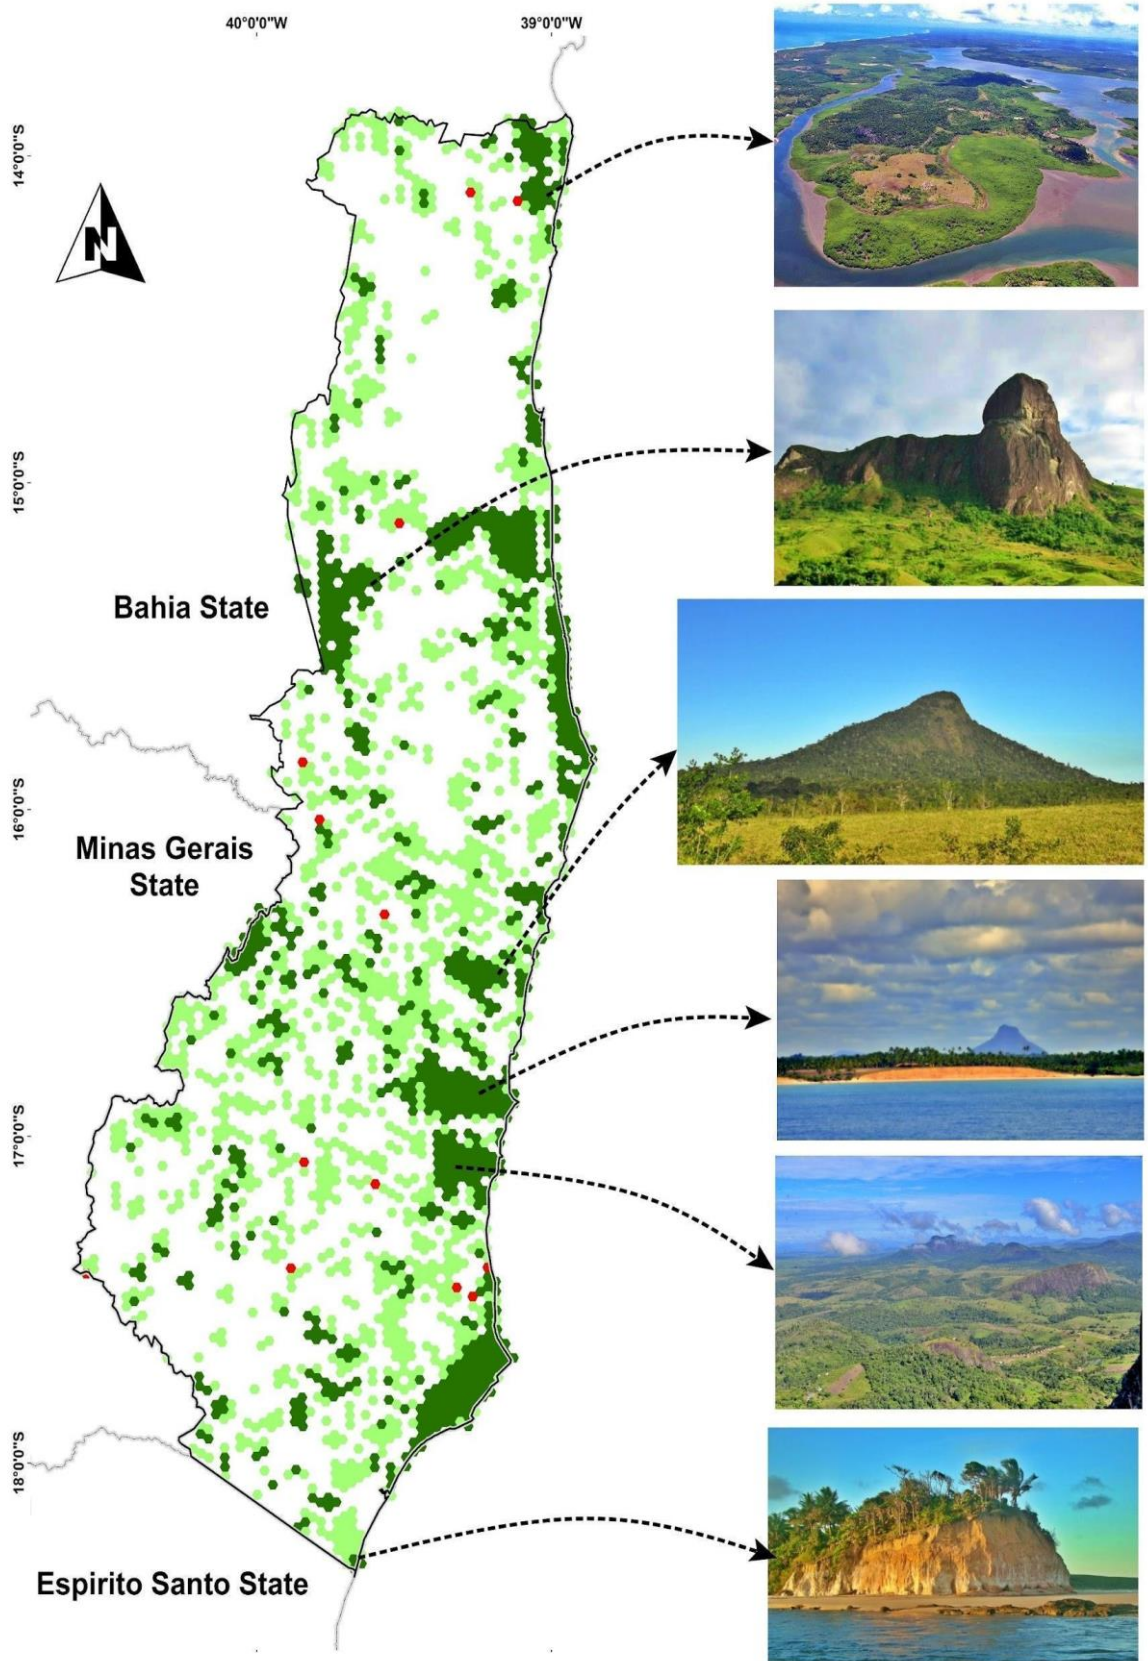 40°0'0"W
39°0'0"W
14°0'0"S
N
15°0'0"S
Bahia State
16°0'0"S
Minas Gerais
State
17°0'0"S
18°0'0"S
Espirito Santo State